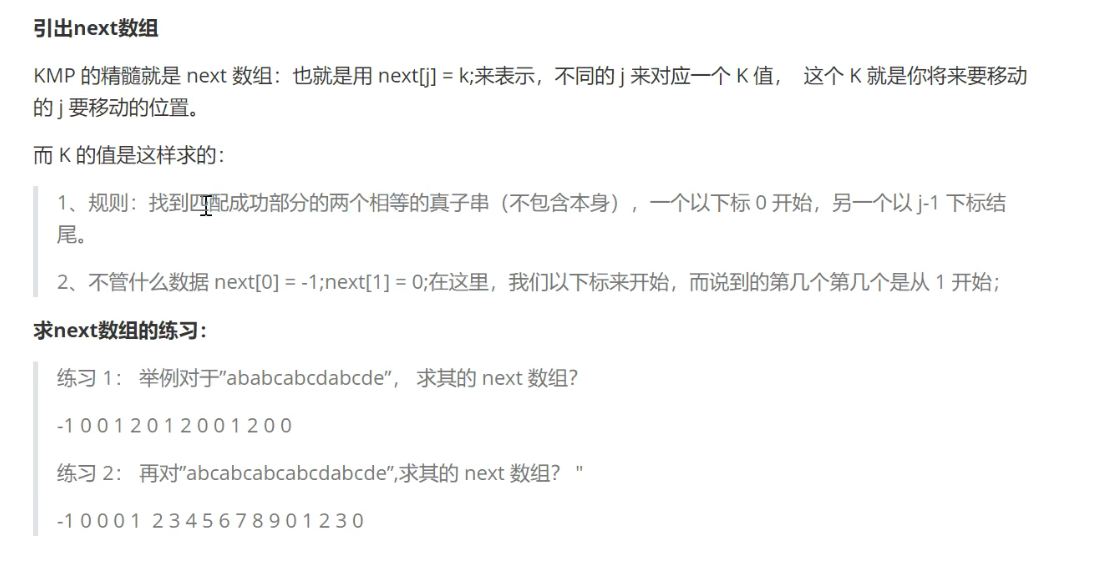 引出next数组
KMP 的精髓就是 next 数组：也就是用 next[j] = k;来表示，不同的 j 来对应一个 K 值， 这个 K 就是你将来要移动
的 j 要移动的位置。
而 K 的值是这样求的：
1、规则：找到匹配成功部分的两个相等的真子串（不包含本身），一个以下标 0 开始，另一个以 j-1 下标结
尾。
2、不管什么数据 next[0] = -1;next[1] = 0;在这里，我们以下标来开始，而说到的第几个第几个是从 1 开始；
求next数组的练习：
练习 1： 举例对于”ababcabcdabcde”， 求其的 next 数组？
-1 0 0 1 2 0 1 2 0 0 1 2 0 0
练习 2： 再对”abcabcabcabcdabcde”,求其的 next 数组？ "
-1 0 0 0 1 2 3 4 5 6 7 8 9 0 1 2 3 0